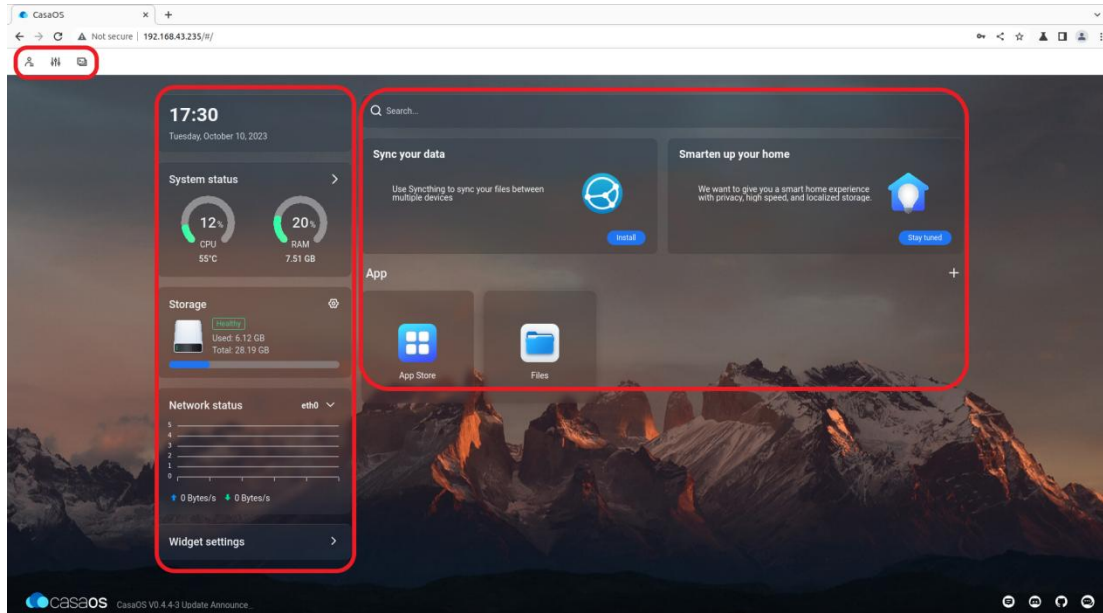 CasaOS
Not secure
192.168.43.235/#/
17:30
Tuesday, October 10, 2023
System status
12%
CPU
55°C
20%
RAM
7.51 GB
Storage
Healthy
Used: 6.12 GB
Total: 28.19 GB
Network status
eth0
5
4
3
2
1
0
0 Bytes/s
0 Bytes/s
Widget settings
Search...
Sync your data
Use Syncthing to sync your files between
multiple devices
Install
Smarten up your home
We want to give you a smart home experience
with privacy, high speed, and localized storage.
Stay tuned
App
App Store
Files
casaos
CasaOS V0.4.4-3 Update Announce_